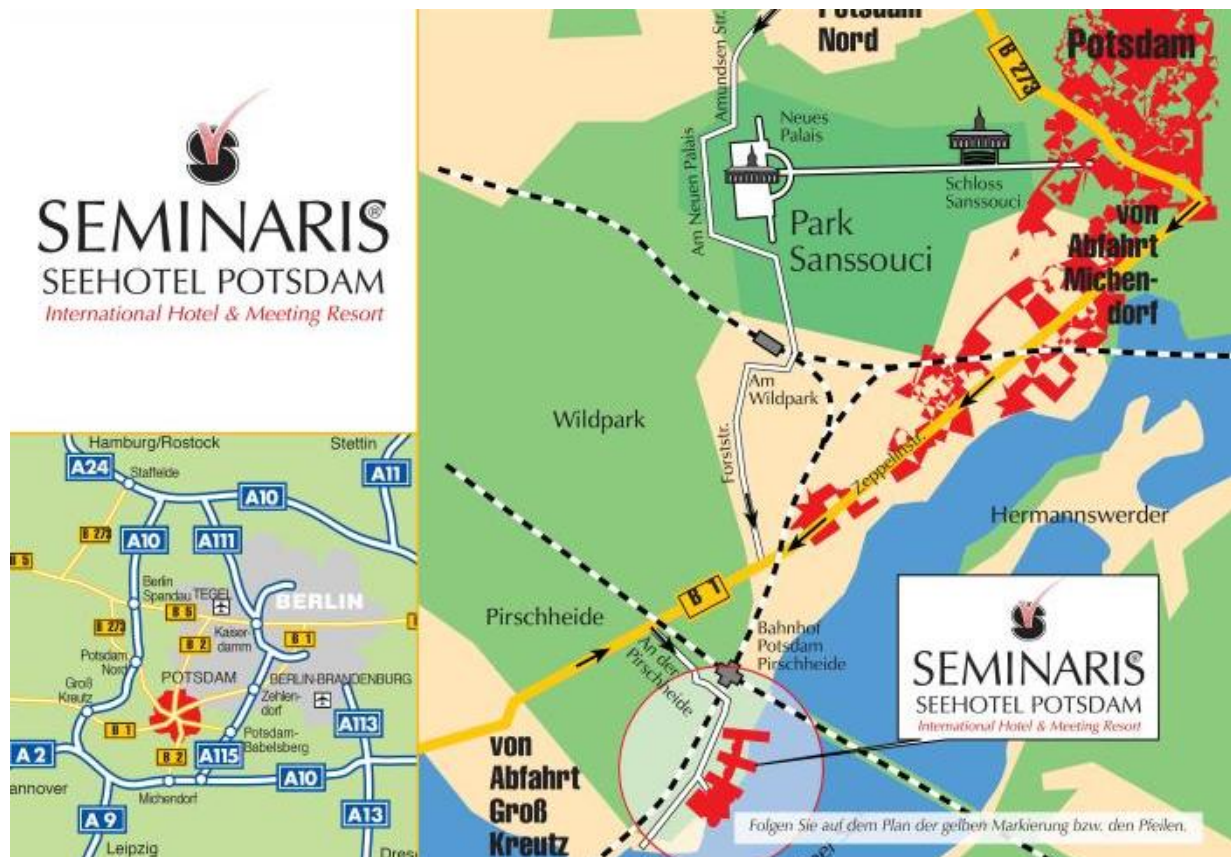 SEMINARIS®
SEEHOTEL POTSDAM
International Hotel & Meeting Resort
Hamburg/Rostock
Stettin
A24
Staffelde
A11
A10
B 273
A10
A111
B 5
Berlin
Spandau
TEGEL
BERLIN
B 5
Kaiser-
damm
B 273
B 2
B 1
Potsdam
Nord
POTSDAM
BERLIN-BRANDENBURG
Groß
Kreutz
Zehlen-
dorf
A113
B 1
Potsdam-
Babelsberg
A2
B 2
A115
A10
annover
Michendorf
A9
A13
Leipzig
Potsdam
Nord
B 273
Potsdam
Amundsen Str.
Neues
Palais
Am Neuen Palais
Schloss
Sanssouci
Park
Sanssouci
von
Abfahrt
Michen-
dorf
Am
Wildpark
Wildpark
Forststr.
Zeppelinstr.
Hermannswerder
B 1
Pirschheide
An der
Pirschheide
Bahnhof
Potsdam
Pirschheide
SEMINARIS®
SEEHOTEL POTSDAM
International Hotel & Meeting Resort
von
Abfahrt
Groß
Kreutz
Folgen Sie auf dem Plan der gelben Markierung bzw. den Pfeilen.